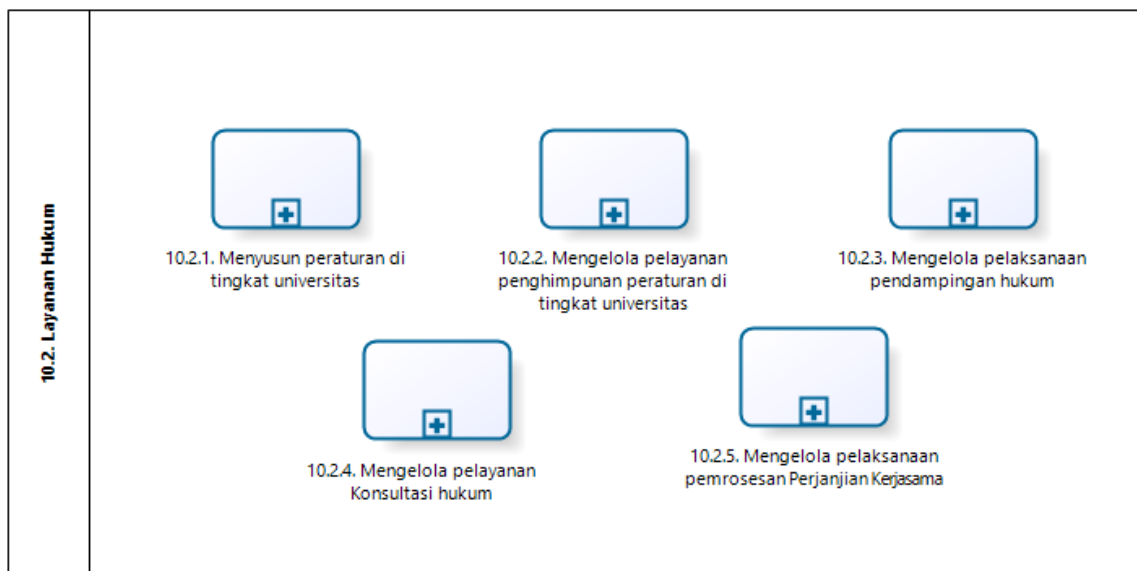 10.2. Layanan Hukum
10.2.1. Menyusun peraturan di
tingkat universitas
10.2.2. Mengelola pelayanan
penghimpunan peraturan di
tingkat universitas
10.2.3. Mengelola pelaksanaan
pendampingan hukum
10.2.4. Mengelola pelayanan
Konsultasi hukum
10.2.5. Mengelola pelaksanaan
pemrosesan Perjanjian Kerjasama